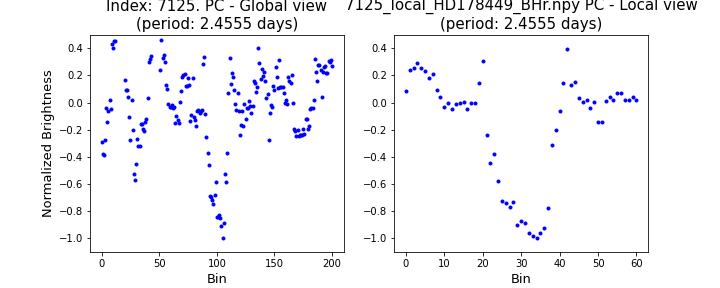 Index: 7125. PC - Global view
(period: 2.4555 days)
7125_local_HD178449_BHr.npy PC - Local view
(period: 2.4555 days)
Normalized Brightness
0.4
0.2
0.0
−0.2
−0.4
−0.6
−0.8
−1.0
0 50 100 150 200
Bin
0.4
0.2
0.0
−0.2
−0.4
−0.6
−0.8
−1.0
0 10 20 30 40 50 60
Bin